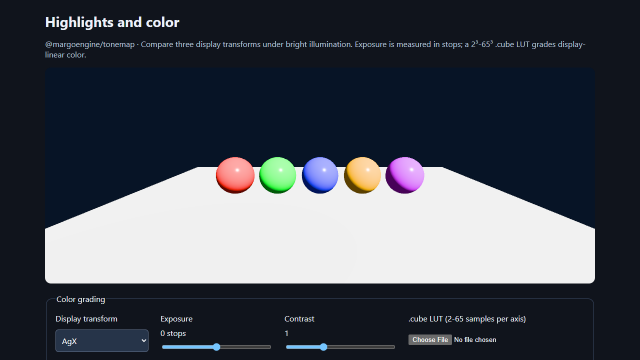 Highlights and color
@margoengine/tonemap · Compare three display transforms under bright illumination. Exposure is measured in stops; a 2³-65³ .cube LUT grades display-
linear color.
Color grading
Display transform
Exposure
Contrast
.cube LUT (2-65 samples per axis)
0 stops
1
AgX
Choose File No file chosen